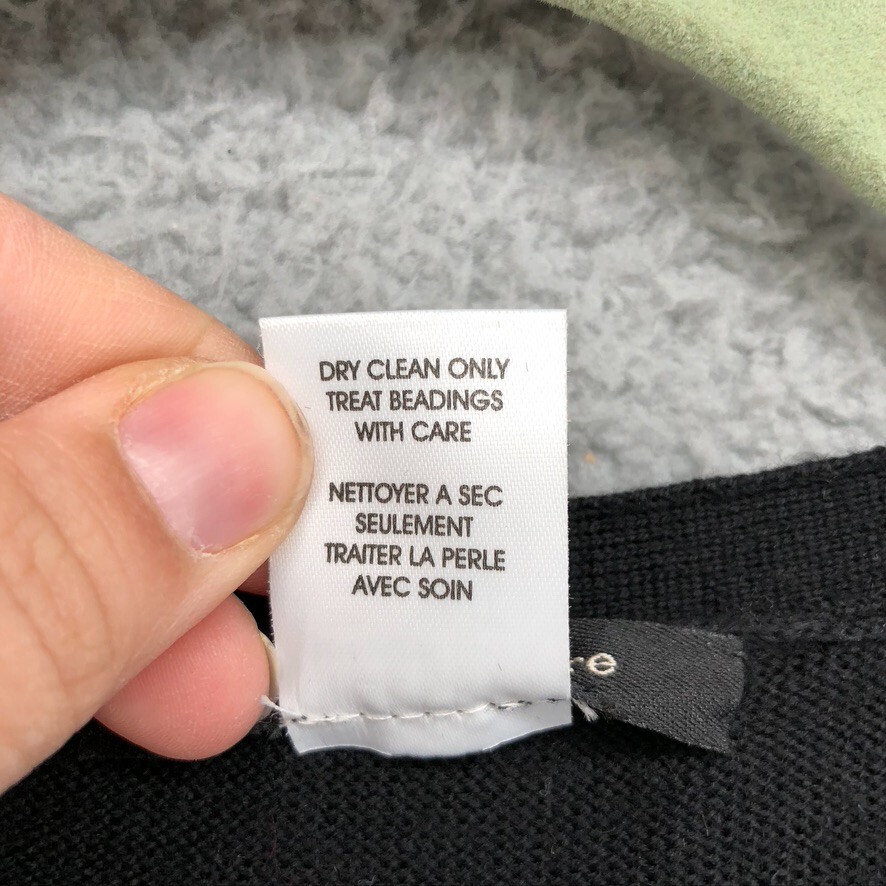 DRY CLEAN ONLY
TREAT BEADINGS
WITH CARE
NETTOYER A SEC
SEULEMENT
TRAITER LA PERLE
AVEC SOIN